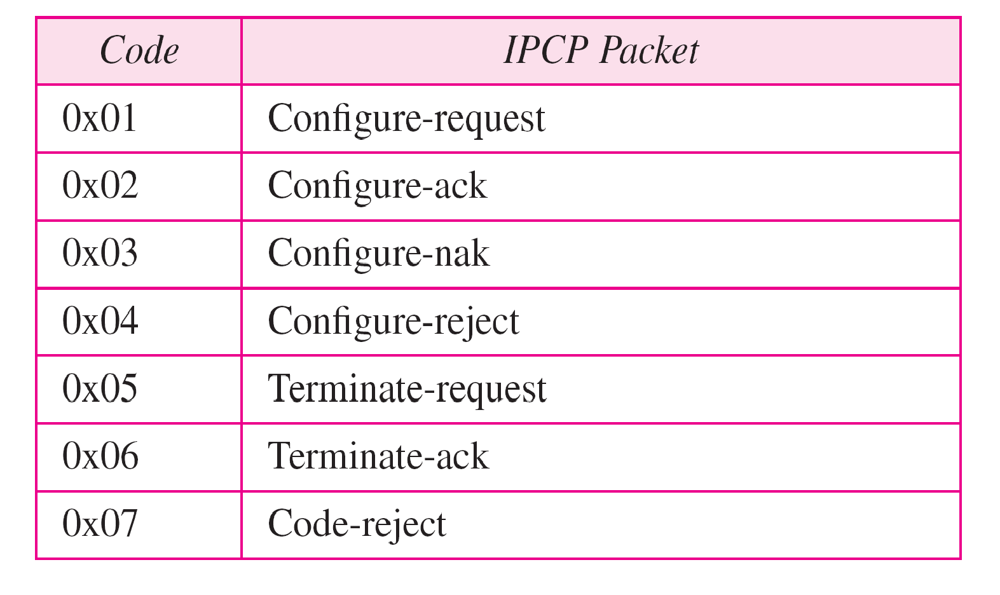 Code IPCP Packet
0x01 Configure-request
0x02 Configure-ack
0x03 Configure-nak
0x04 Configure-reject
0x05 Terminate-request
0x06 Terminate-ack
0x07 Code-reject